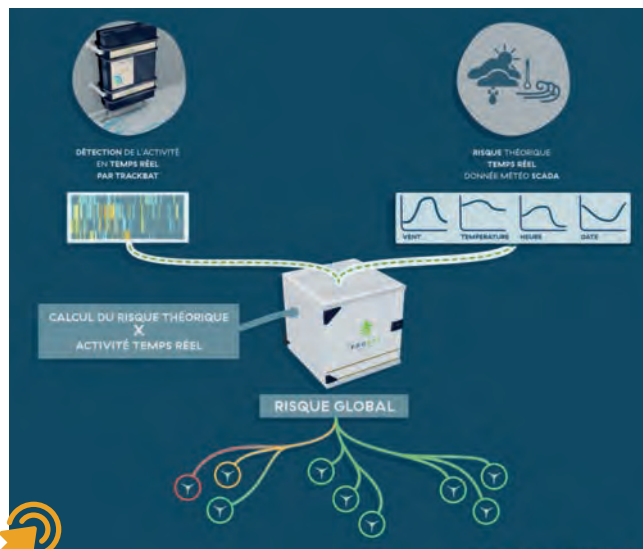 DÉTECTION DE L'ACTIVITÉ
EN TEMPS RÉEL
PAR TRACKBAT
RISQUE THÉORIQUE
TEMPS RÉEL
DONNÉE MÉTÉO SCADA
VENT
TEMPERATURE
HEURE
DATE
CALCUL DU RISQUE THÉORIQUE
X
ACTIVITÉ TEMPS RÉEL
RISQUE GLOBAL